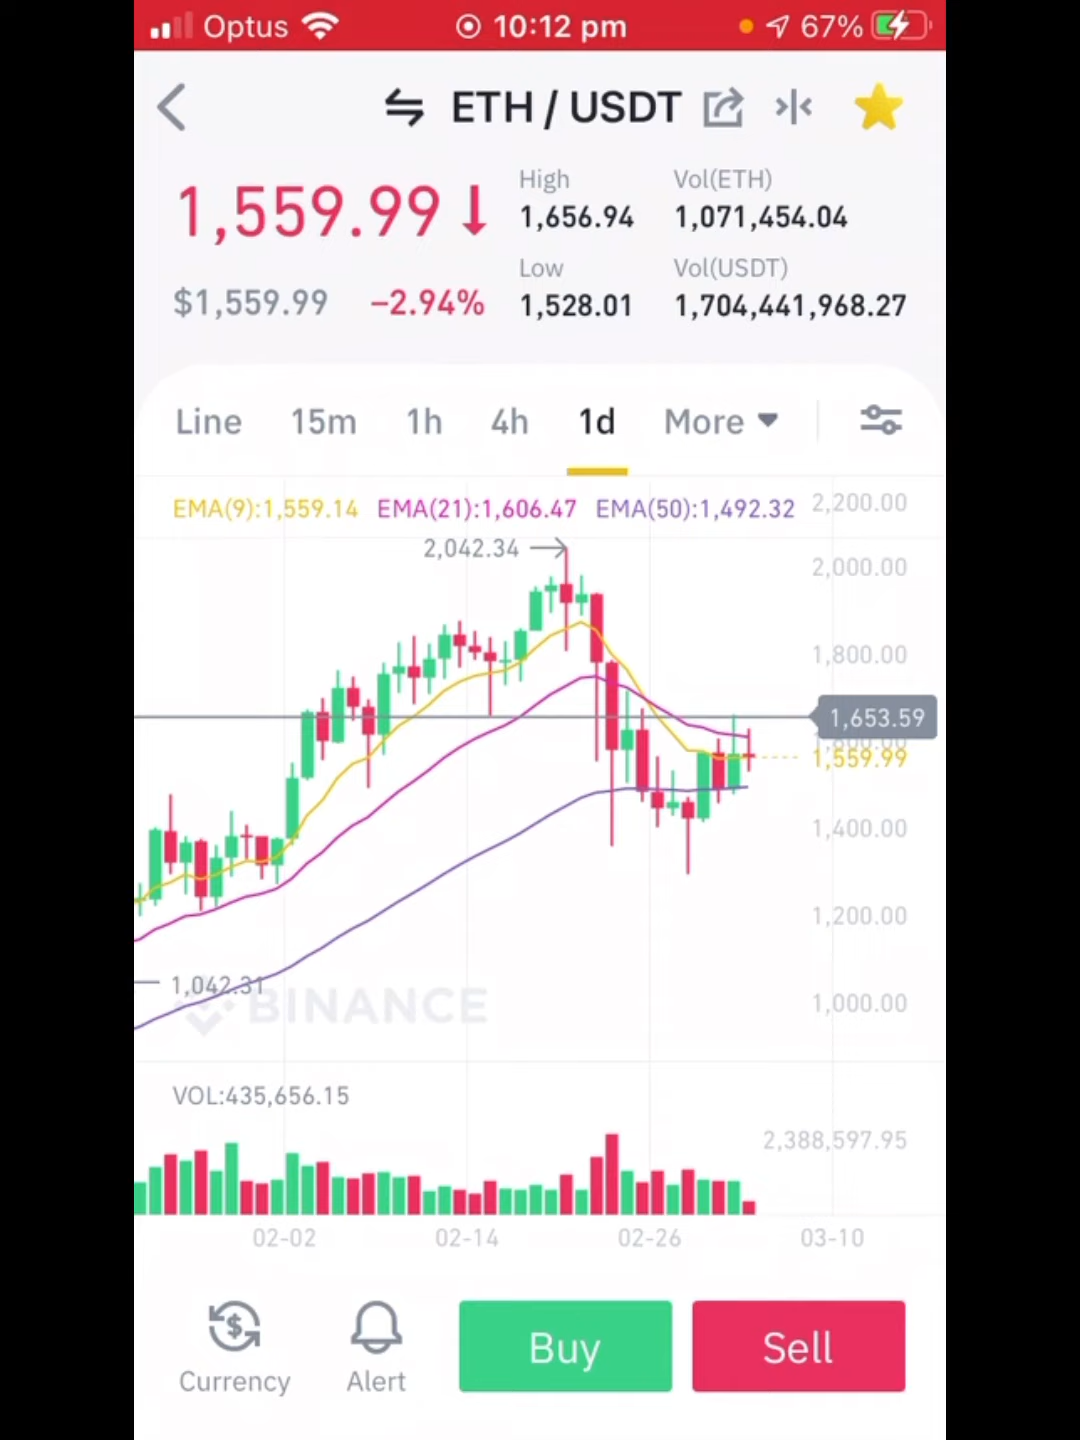 Optus 10:12 pm 67%
ETH / USDT
1,559.99
$1,559.99 -2.94%
High
1,656.94
Low
1,528.01
Vol(ETH)
1,071,454.04
Vol(USDT)
1,704,441,968.27
Line 15m 1h 4h 1d More
EMA(9):1,559.14 EMA(21):1,606.47 EMA(50):1,492.32
2,200.00
2,042.34
2,000.00
1,800.00
1,653.59
1,600.00
1,559.99
1,400.00
1,200.00
1,042.31
BINANCE
1,000.00
VOL:435,656.15
2,388,597.95
02-02 02-14 02-26 03-10
Currency
Alert
Buy
Sell